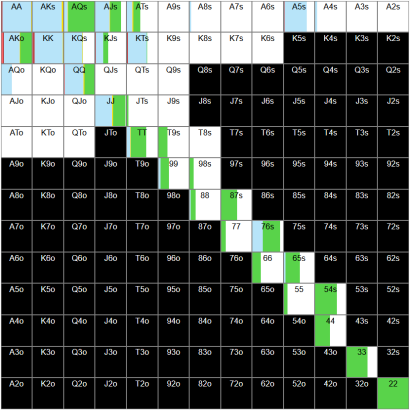 AA AKs AQs AJs ATs A9s A8s A7s A6s A5s A4s A3s A2s
AKo KK KQs KJs KTs K9s K8s K7s K6s K5s K4s K3s K2s
AQo KQo QQ QJs QTs Q9s Q8s Q7s Q6s Q5s Q4s Q3s Q2s
AJo KJo QJo JJ JTs J9s J8s J7s J6s J5s J4s J3s J2s
ATo KTo QTo JTo TT T9s T8s T7s T6s T5s T4s T3s T2s
A9o K9o Q9o J9o T9o 99 98s 97s 96s 95s 94s 93s 92s
A8o K8o Q8o J8o T8o 98o 88 87s 86s 85s 84s 83s 82s
A7o K7o Q7o J7o T7o 97o 87o 77 76s 75s 74s 73s 72s
A6o K6o Q6o J6o T6o 96o 86o 76o 66 65s 64s 63s 62s
A5o K5o Q5o J5o T5o 95o 85o 75o 65o 55 54s 53s 52s
A4o K4o Q4o J4o T4o 94o 84o 74o 64o 54o 44 43s 42s
A3o K3o Q3o J3o T3o 93o 83o 73o 63o 53o 43o 33 32s
A2o K2o Q2o J2o T2o 92o 82o 72o 62o 52o 42o 32o 22